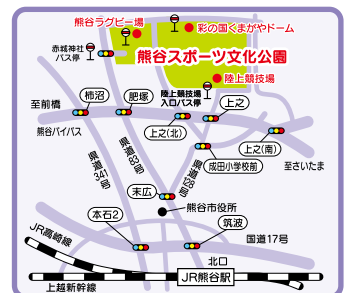 熊谷ラグビー場
彩の国くまがやドーム
赤城神社
バス停
熊谷スポーツ文化公園
陸上競技場
陸上競技場
入口バス停
柿沼
肥塚
上之
至前橋
熊谷バイパス
上之(北)
上之(南)
県道341号
県道83号
県道128号
成田小学校前
至さいたま
末広
熊谷市役所
本石2
筑波
国道17号
JR高崎線
北口
JR熊谷駅
上越新幹線